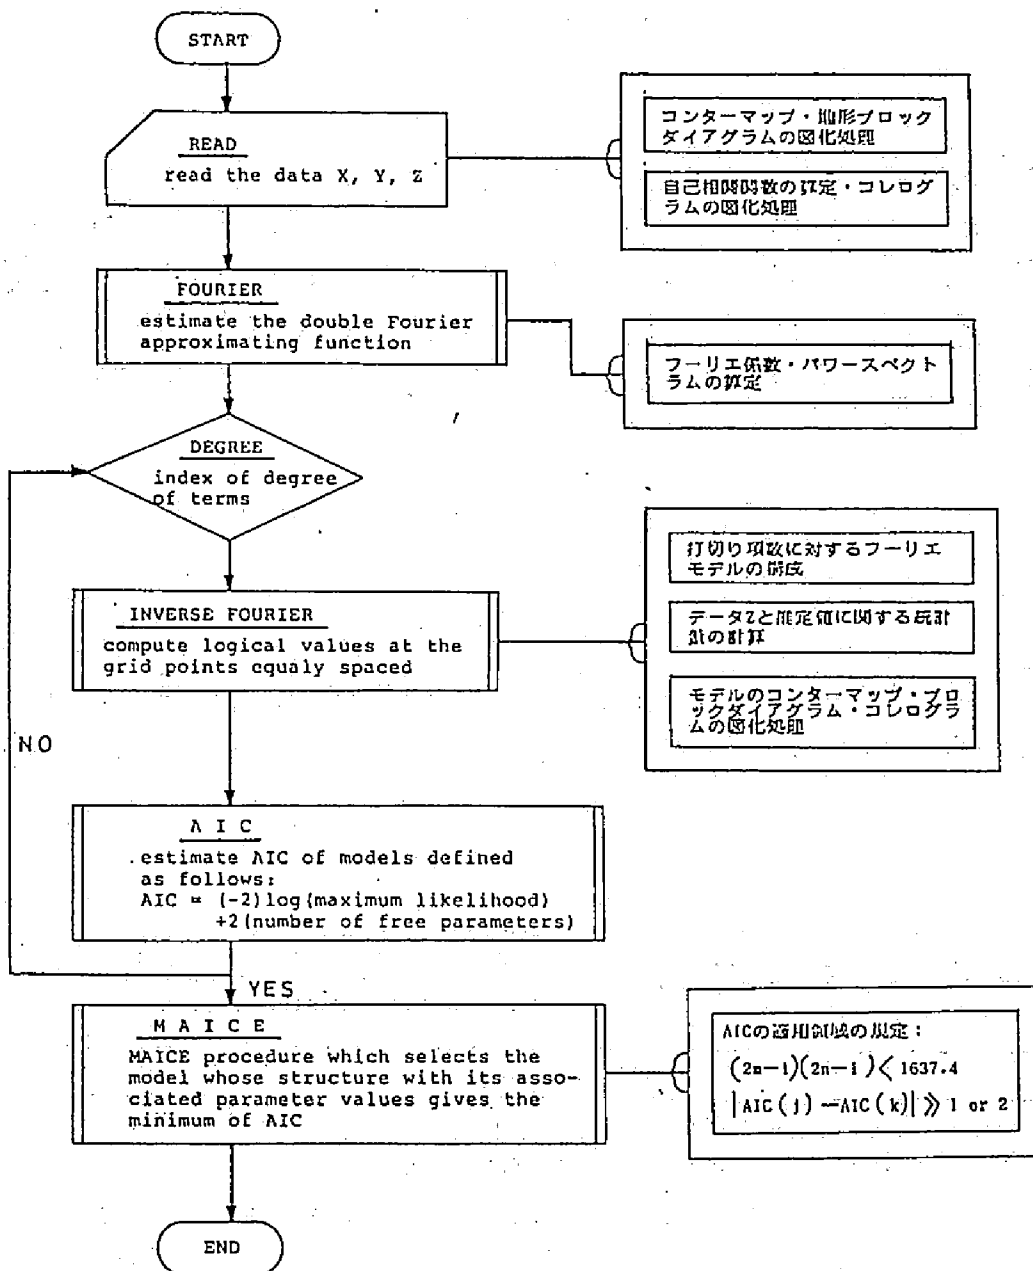 START
READ
read the data X, Y, Z
コンターマップ・地形ブロック
ダイアグラムの図化処理
自己相関関数の算定・コレログ
ラムの図化処理
FOURIER
estimate the double Fourier
approximating function
フーリエ係数・パワースペクト
ラムの算定
DEGREE
index of degree
of terms
INVERSE FOURIER
compute logical values at the
grid points equaly spaced
打切り項数に対するフーリエ
モデルの構成
データZと推定値に関する統計
量の計算
モデルのコンターマップ・ブロ
ックダイアグラム・コレログラ
ムの図化処理
NO
A I C
estimate AIC of models defined
as follows:
AIC = (-2)log(maximum likelihood)
+2(number of free parameters)
YES
M A I C E
MAICE procedure which selects the
model whose structure with its asso-
ciated parameter values gives the
minimum of AIC
AICの適用領域の規定:
(2m-1)(2n-1)< 1637.4
|AIC(j)-AIC(k)|≫ 1 or 2
END